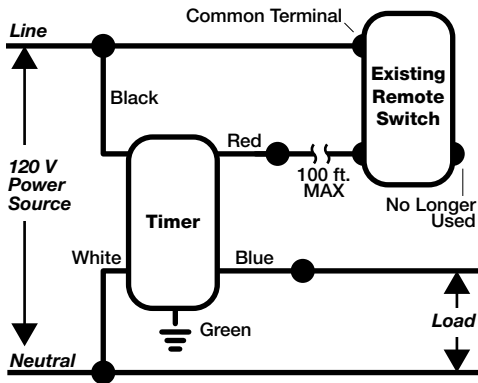 Line
Common Terminal
Existing
Remote
Switch
Black
Red
100 ft.
MAX
120 V
Power
Source
No Longer
Used
Timer
White
Blue
Green
Load
Neutral